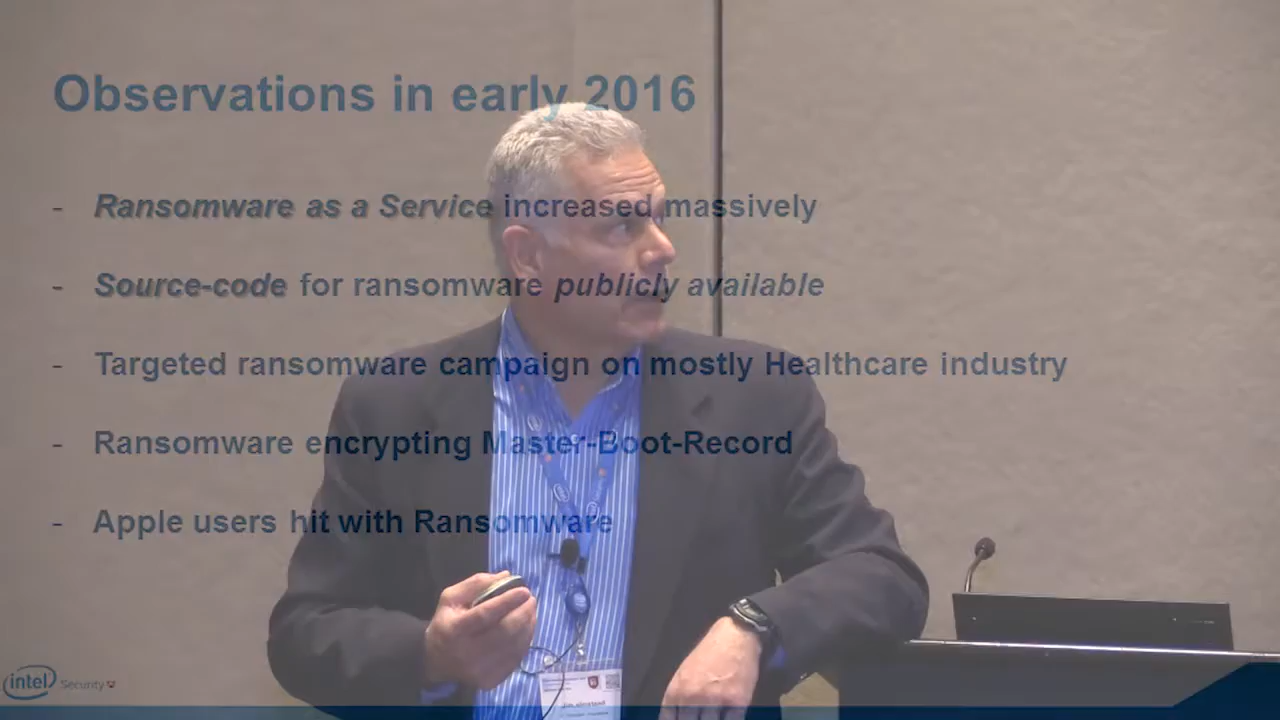 Observations in early 2016
- Ransomware as a Service increased massively
- Source-code for ransomware publicly available
- Targeted ransomware campaign on mostly Healthcare industry
- Ransomware encrypting Master-Boot-Record
- Apple users hit with Ransomware
intel Security